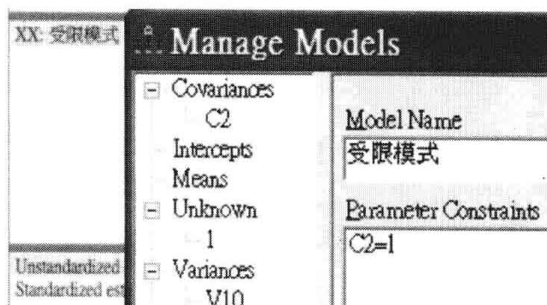 XX: 受限模式
Manage Models
Covariances
C2
Intercepts
Means
Unknown
1
Variances
V10
Model Name
受限模式
Parameter Constraints
C2=1
Unstandardized
Standardized est